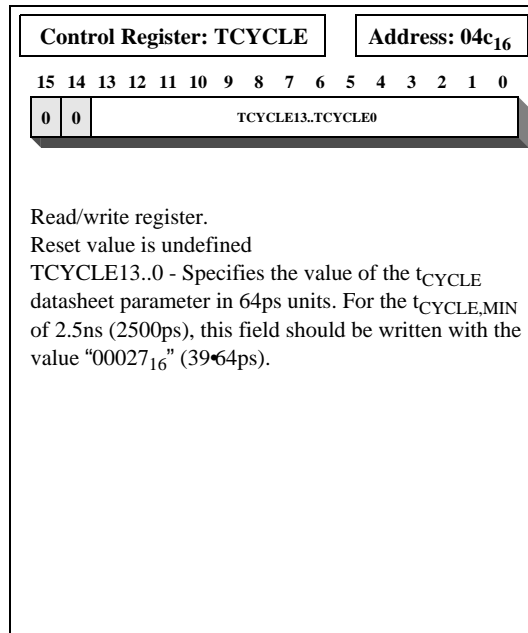 Control Register: TCYCLE Address: 04c₁₆
15 14 13 12 11 10 9 8 7 6 5 4 3 2 1 0
0 0 TCYCLE13..TCYCLE0
Read/write register.
Reset value is undefined
TCYCLE13..0 - Specifies the value of the tCYCLE
datasheet parameter in 64ps units. For the tCYCLE,MIN
of 2.5ns (2500ps), this field should be written with the
value “00027₁₆” (39•64ps).